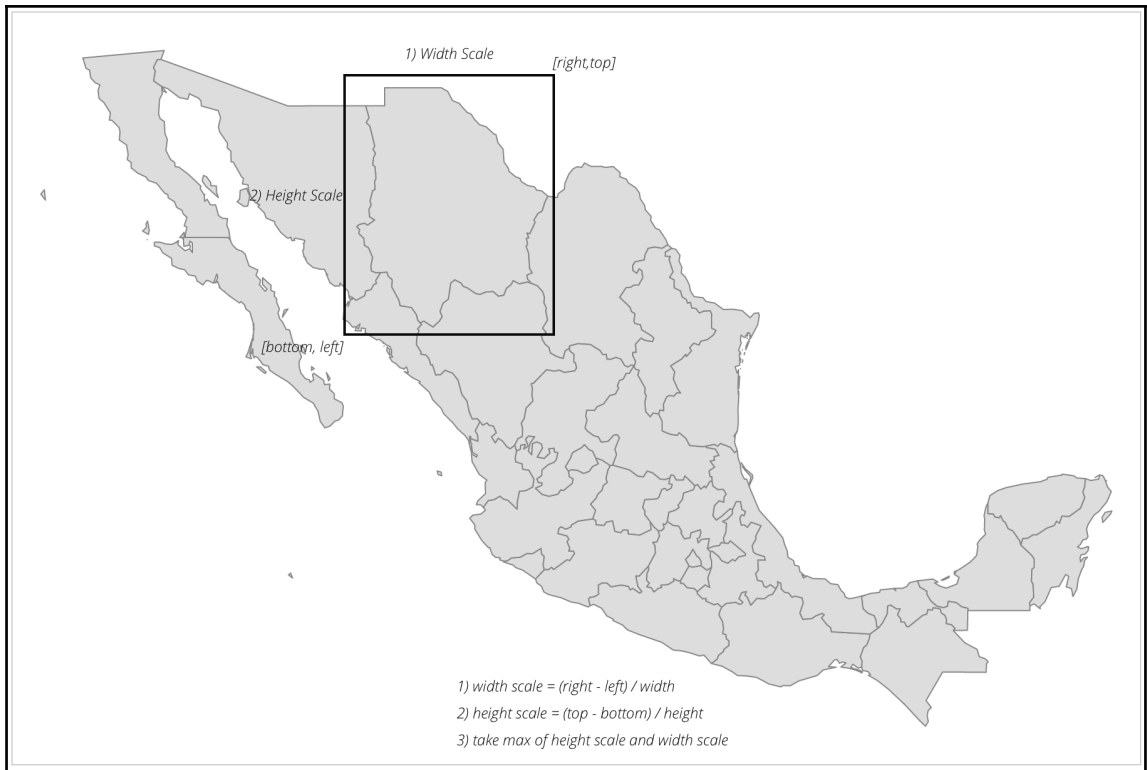 1) Width Scale
[right,top]
2) Height Scale
[bottom, left]
1) width scale = (right - left) / width
2) height scale = (top - bottom) / height
3) take max of height scale and width scale